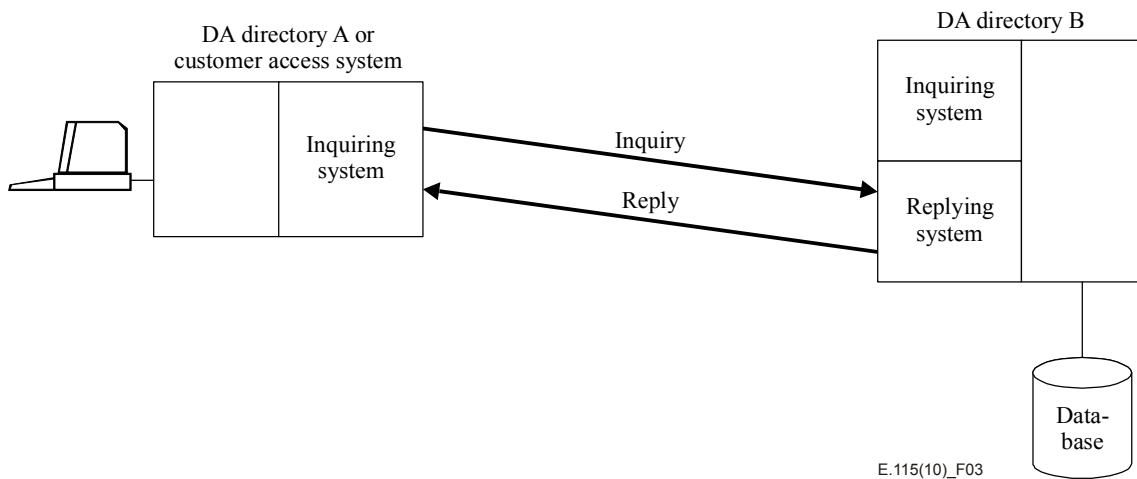 DA directory A or
customer access system
DA directory B
Inquiring
system
Inquiring
system
Inquiry
Reply
Replying
system
Data-
base
E.115(10)_F03